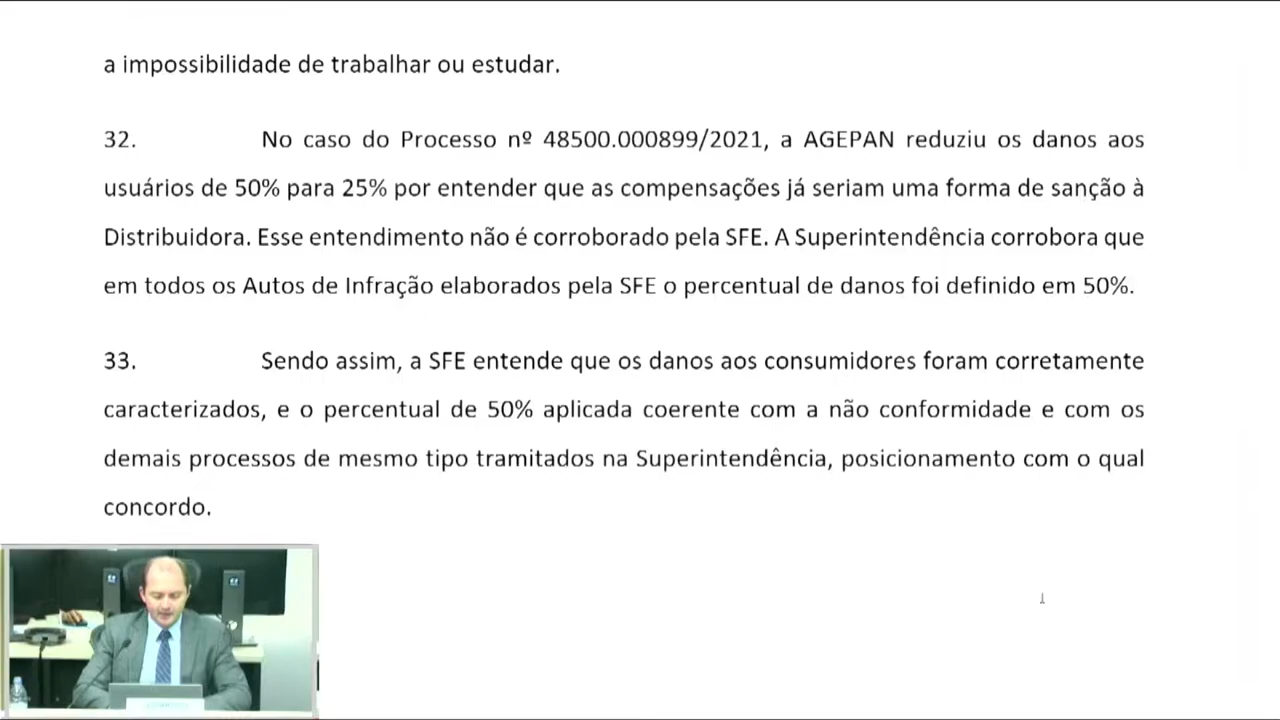 a impossibilidade de trabalhar ou estudar.
32. No caso do Processo nº 48500.000899/2021, a AGEPAN reduziu os danos aos
usuários de 50% para 25% por entender que as compensações já seriam uma forma de sanção à
Distribuidora. Esse entendimento não é corroborado pela SFE. A Superintendência corrobora que
em todos os Autos de Infração elaborados pela SFE o percentual de danos foi definido em 50%.
33. Sendo assim, a SFE entende que os danos aos consumidores foram corretamente
caracterizados, e o percentual de 50% aplicada coerente com a não conformidade e com os
demais processos de mesmo tipo tramitados na Superintendência, posicionamento com o qual
concordo.